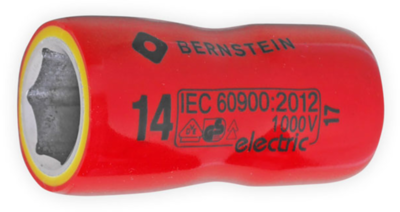 BERNSTEIN
14
IEC 60900:2012
1000V
electric
17